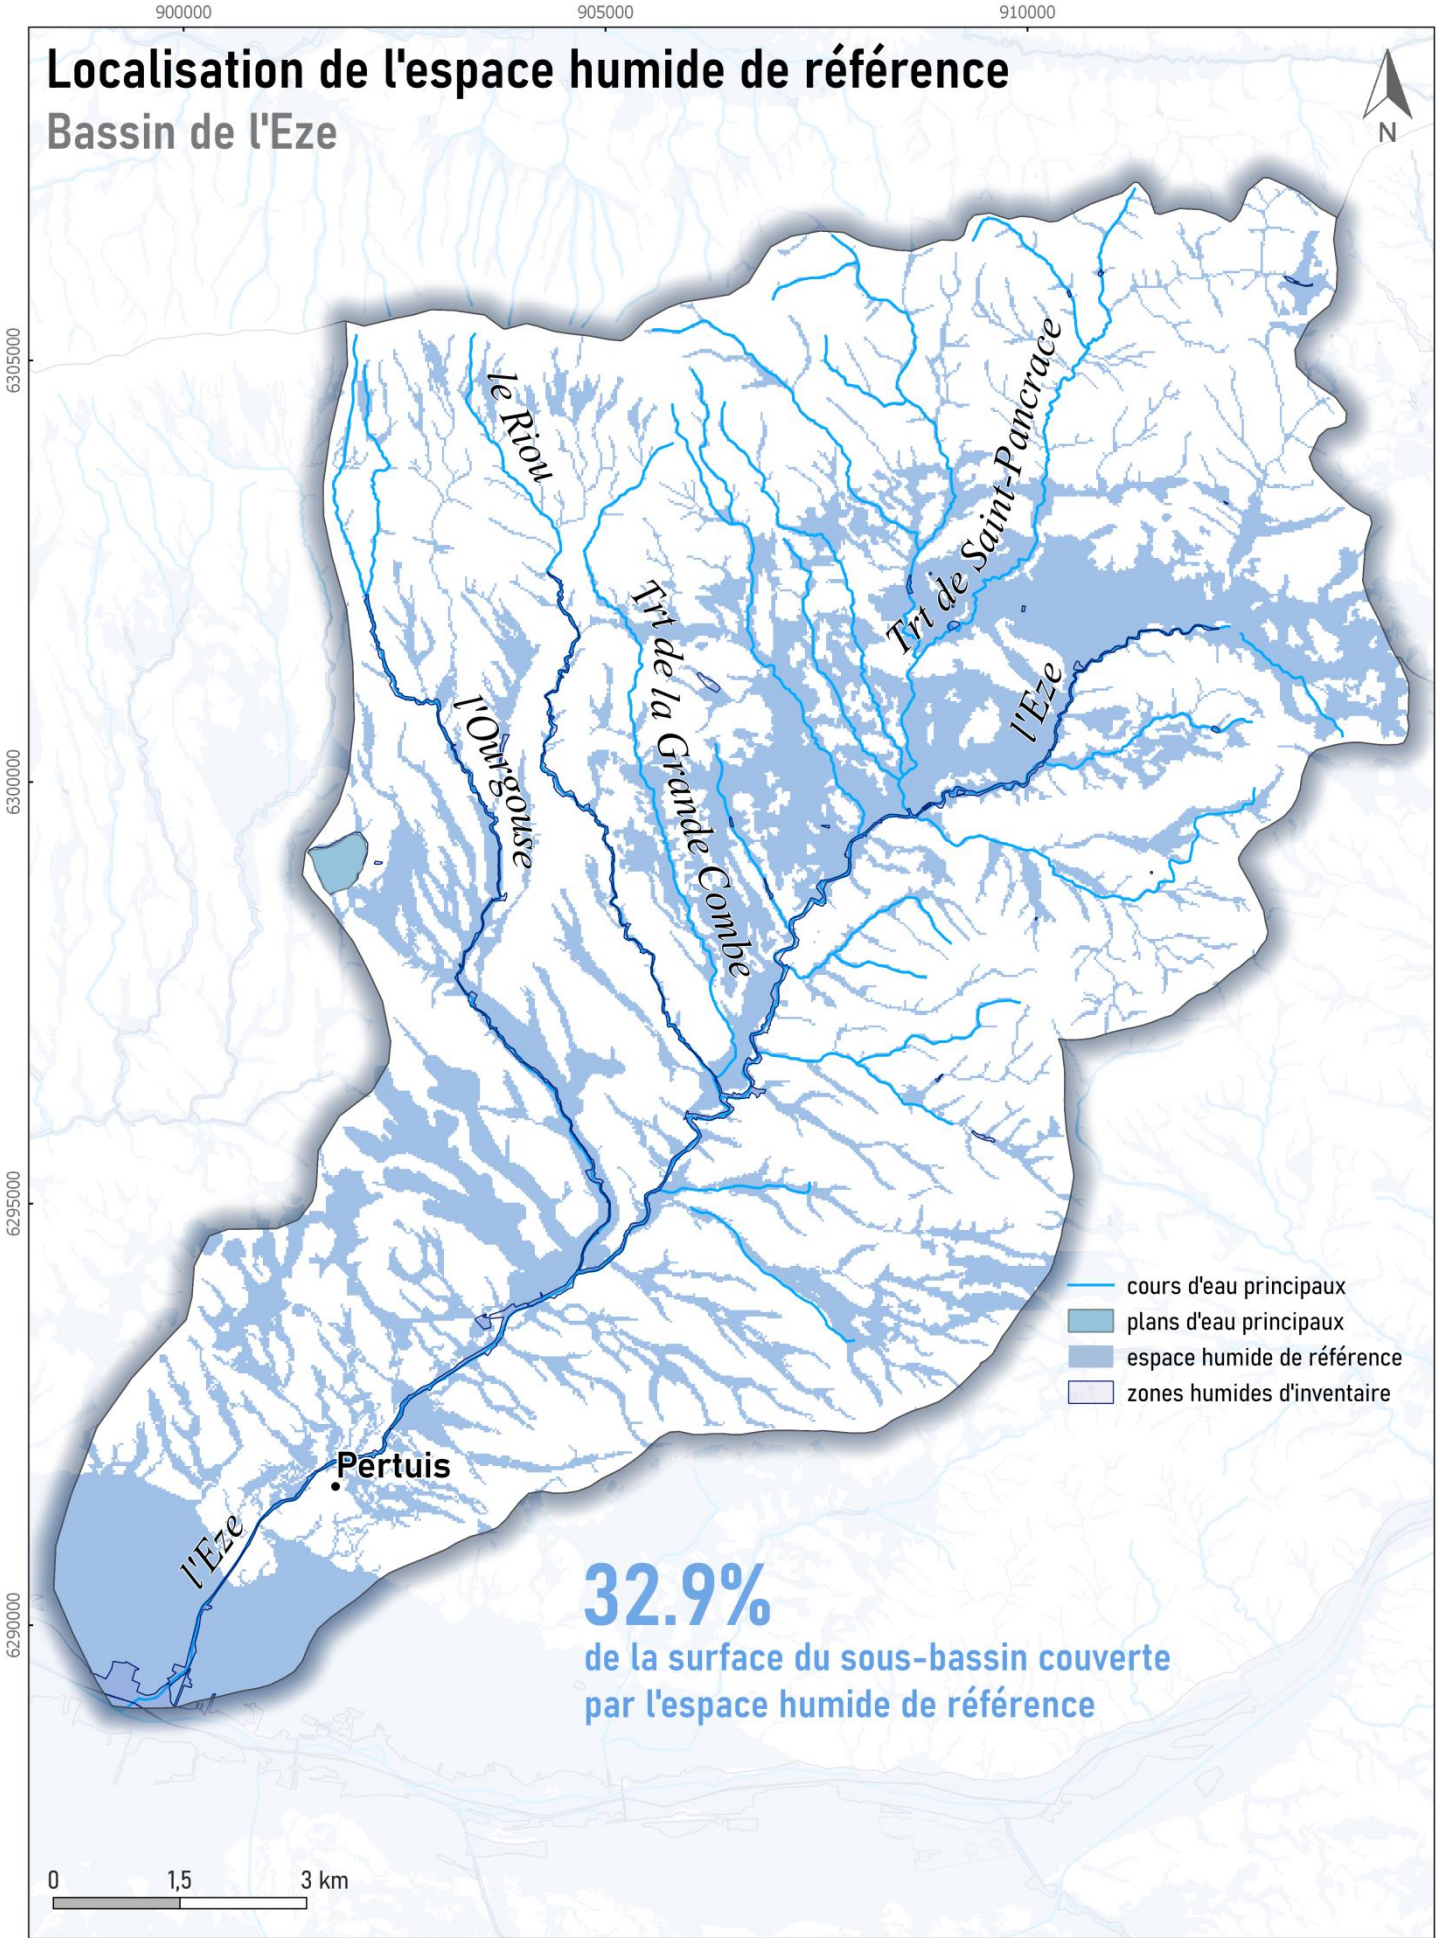 900000
905000
910000
Localisation de l'espace humide de référence
Bassin de l'Eze
N
6305000
6300000
6295000
6290000
le Riou
Trt de Saint-Pancrace
Trt de la Grande Combe
l'Ourgouse
l'Eze
cours d'eau principaux
plans d'eau principaux
espace humide de référence
zones humides d'inventaire
Pertuis
l'Eze
32.9%
de la surface du sous-bassin couverte
par l'espace humide de référence
0 1,5 3 km